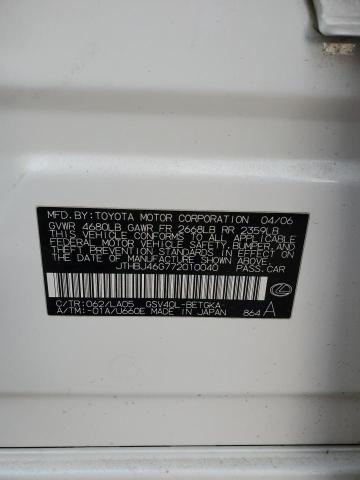 MFD.BY:TOYOTA MOTOR CORPORATION 04/06
GVWR 4680LB GAWR FR 2668LB RR 2359LB
THIS VEHICLE CONFORMS TO ALL APPLICABLE
FEDERAL MOTOR VEHICLE SAFETY, BUMPER, AND
THEFT PREVENTION STANDARDS IN EFFECT ON
THE DATE OF MANUFACTURE SHOWN ABOVE.
JTHBJ46G772010040 PASS.CAR
C/TR:062/LA05 GSV40L-BETGKA
A/TM:-01A/U660E MADE IN JAPAN 864 A